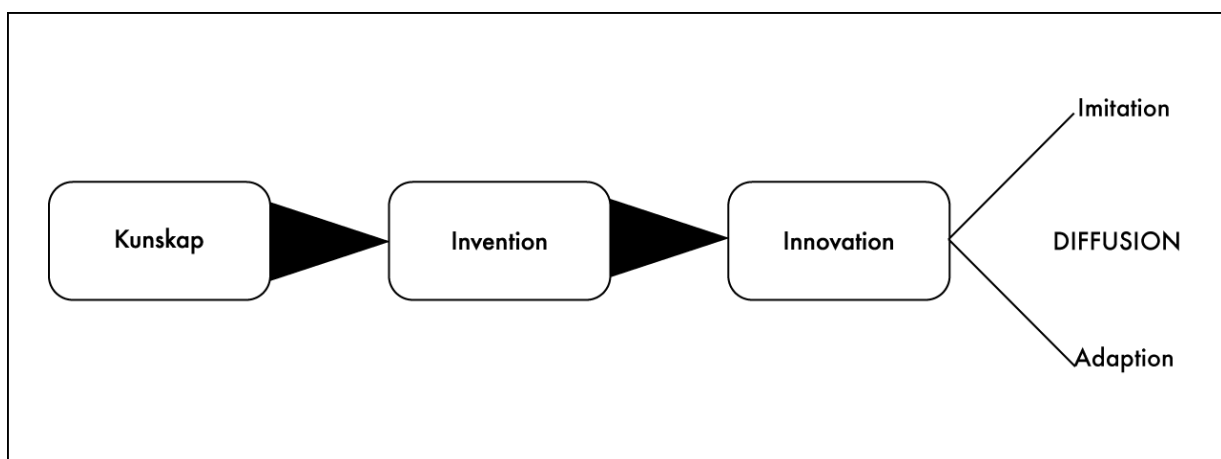 Imitation
Kunskap
Invention
Innovation
DIFFUSION
Adaption